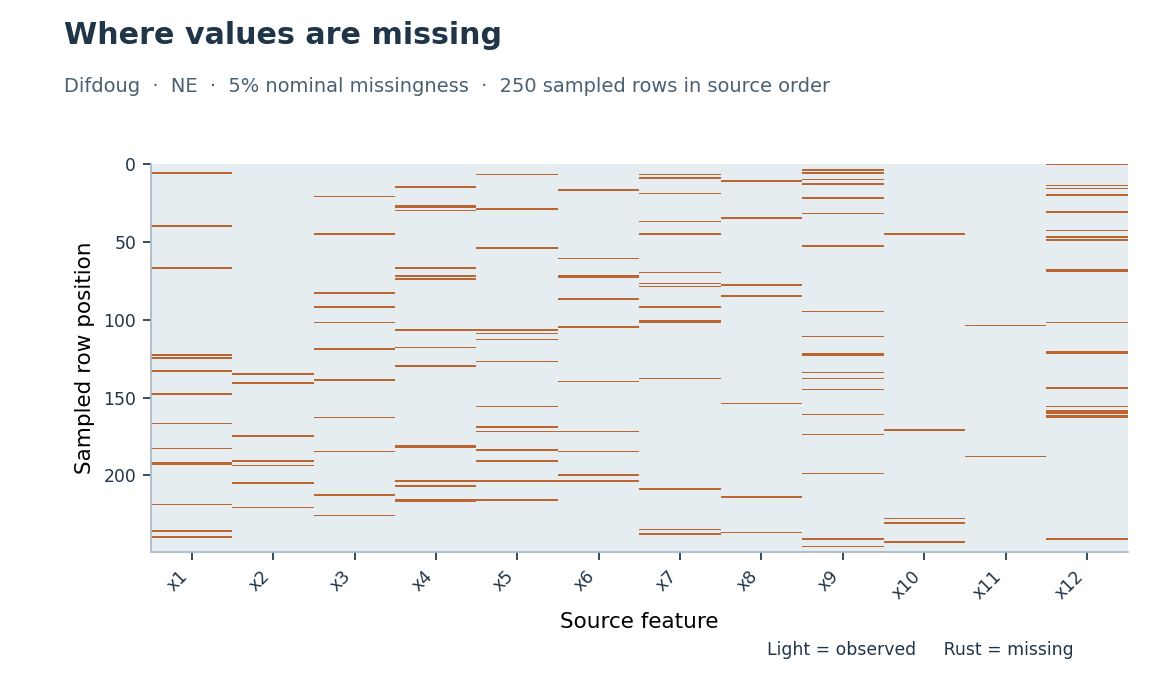 Where values are missing
Difdoug · NE · 5% nominal missingness · 250 sampled rows in source order
0
50
100
150
200
Sampled row position
x1 x2 x3 x4 x5 x6 x7 x8 x9 x10 x11 x12
Source feature
Light = observed Rust = missing